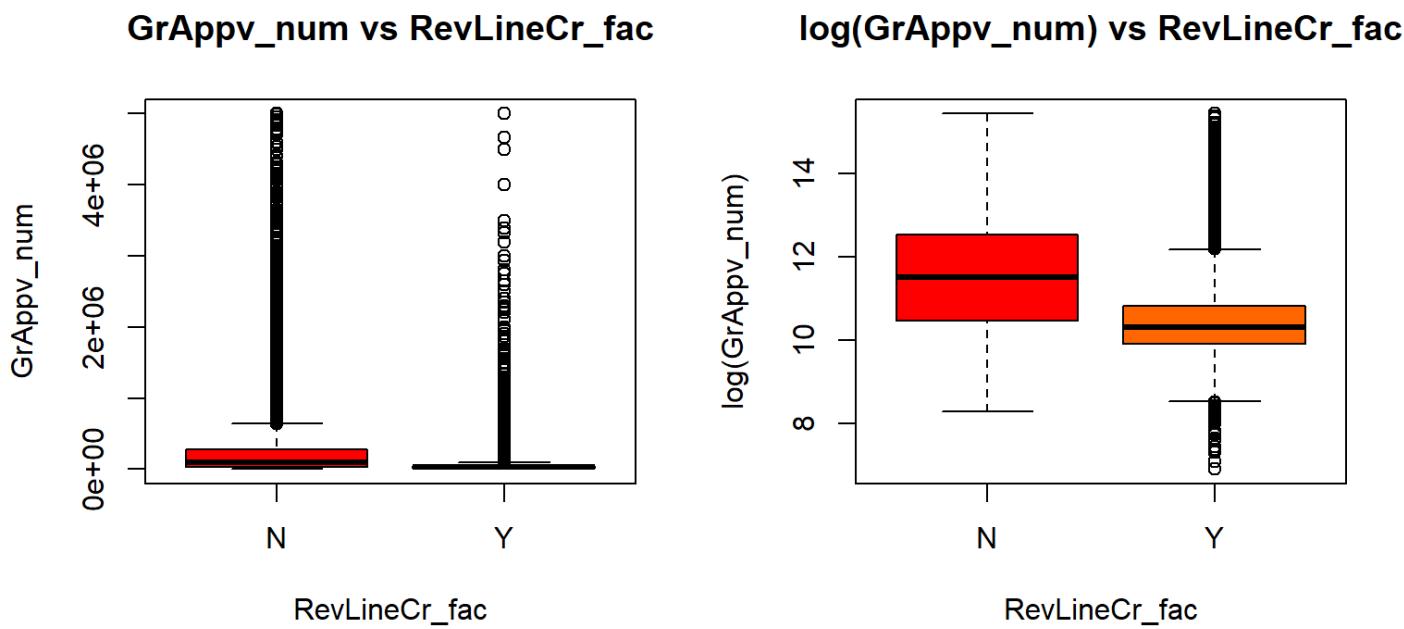 GrAppv_num vs RevLineCr_fac
GrAppv_num
4e+06
2e+06
0e+00
N
Y
RevLineCr_fac
log(GrAppv_num) vs RevLineCr_fac
log(GrAppv_num)
14
12
10
8
N
Y
RevLineCr_fac